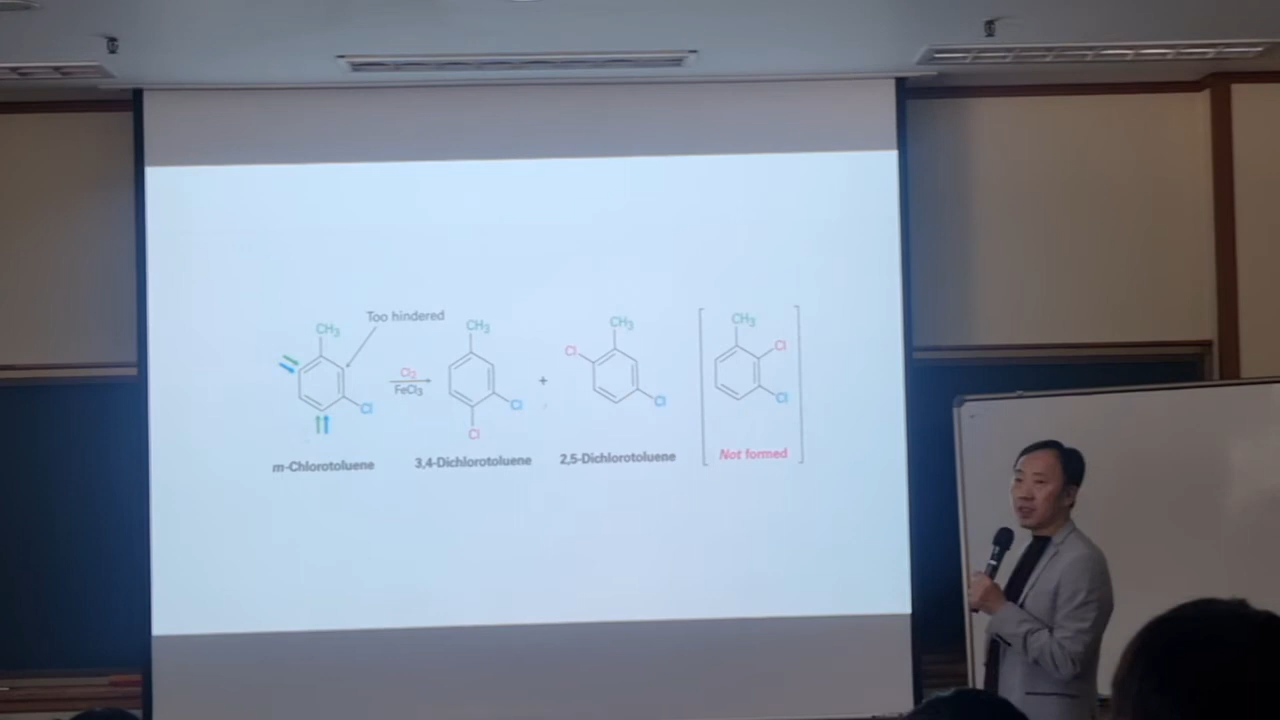 Too hindered
CH₃
Cl
Cl₂
FeCl₃
m-Chlorotoluene
CH₃
Cl
Cl
3,4-Dichlorotoluene
+
CH₃
Cl
Cl
2,5-Dichlorotoluene
CH₃
Cl
Cl
Not formed